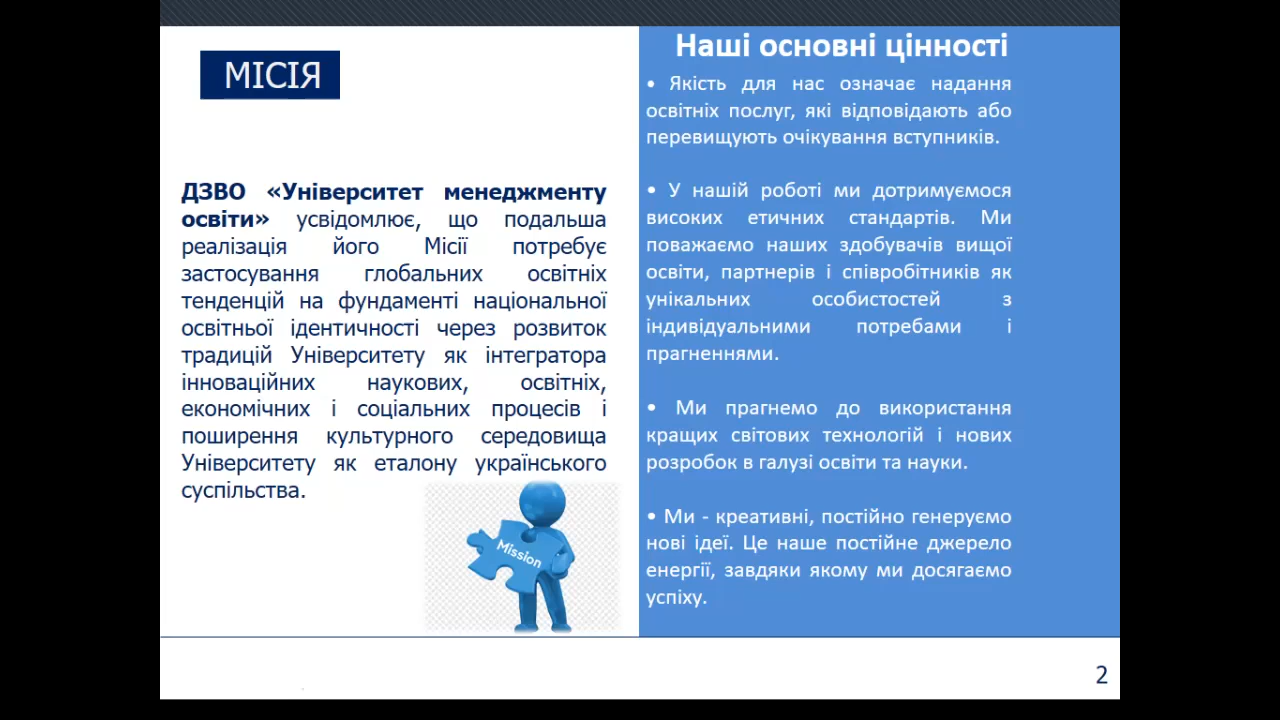 МІСІЯ
ДЗВО «Університет менеджменту
освіти» усвідомлює, що подальша
реалізація його Місії потребує
застосування глобальних освітніх
тенденцій на фундаменті національної
освітньої ідентичності через розвиток
традицій Університету як інтегратора
інноваційних наукових, освітніх,
економічних і соціальних процесів і
поширення культурного середовища
Університету як еталону українського
суспільства.
Mission
Наші основні цінності
• Якість для нас означає надання
освітніх послуг, які відповідають або
перевищують очікування вступників.
• У нашій роботі ми дотримуємося
високих етичних стандартів. Ми
поважаємо наших здобувачів вищої
освіти, партнерів і співробітників як
унікальних особистостей з
індивідуальними потребами і
прагненнями.
• Ми прагнемо до використання
кращих світових технологій і нових
розробок в галузі освіти та науки.
• Ми - креативні, постійно генеруємо
нові ідеї. Це наше постійне джерело
енергії, завдяки якому ми досягаємо
успіху.
2